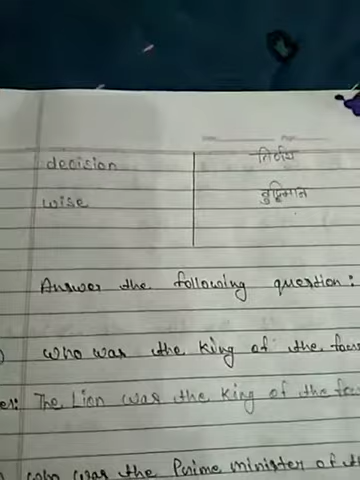 decision निर्णय
wise बुद्धिमान
Answer the following question:
who was the king of the
The Lion was the king of the
who was the Prime minister of